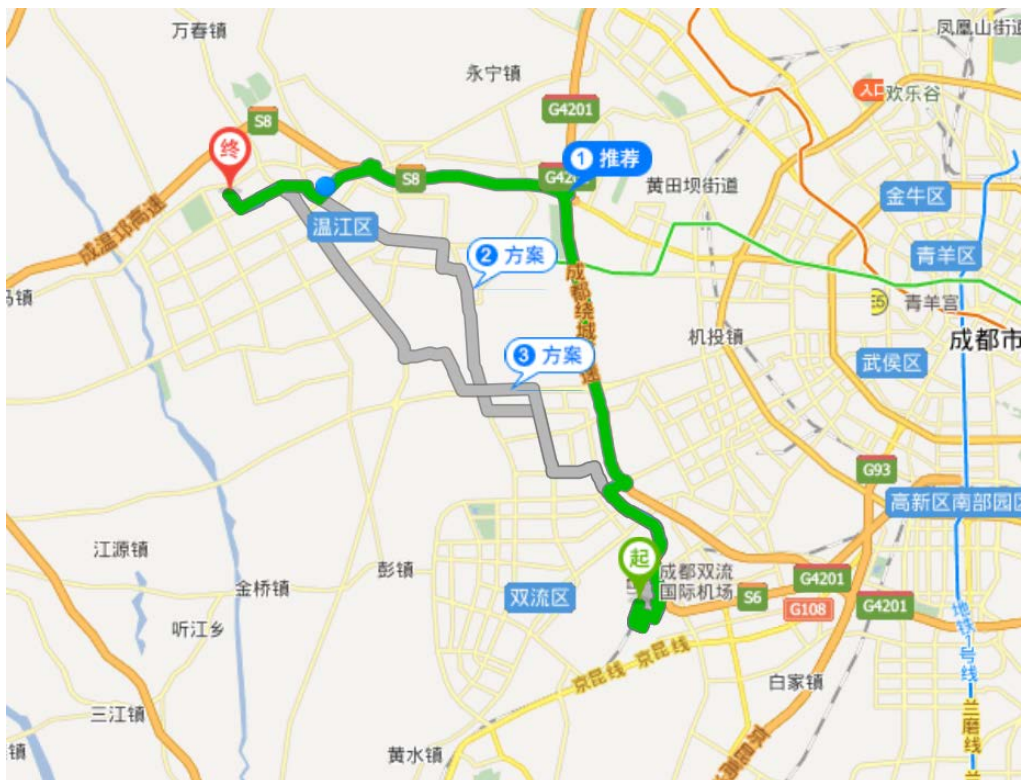 万春镇
凤凰山街道
永宁镇
入口
欢乐谷
G4201
S8
终
1 推荐
S8
黄田坝街道
金牛区
温江区
成温邛高速
青羊区
2 方案
青羊宫
机投镇
成都市
3 方案
武侯区
成都绕城
速
G93
高新区南部园区
江源镇
彭镇
起
成都双流
国际机场
金桥镇
双流区
S6
G4201
G108
G4201
听江乡
地铁1号线
京昆线
京昆线
白家镇
三江镇
兰磨线
黄水镇